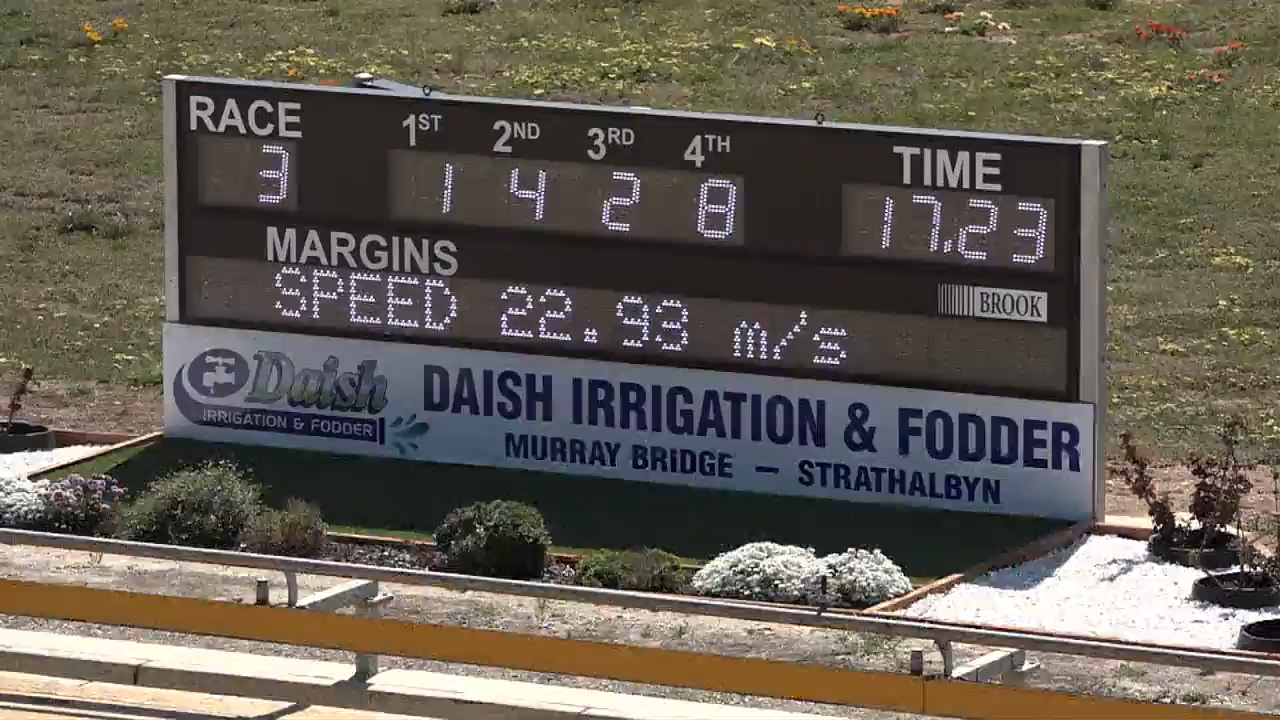 RACE 1ST 2ND 3RD 4TH TIME
3 1 4 2 8 17.23
MARGINS
SPEED 22.93 m/s
BROOK
Daish
IRRIGATION & FODDER
DAISH IRRIGATION & FODDER
MURRAY BRIDGE – STRATHALBYN